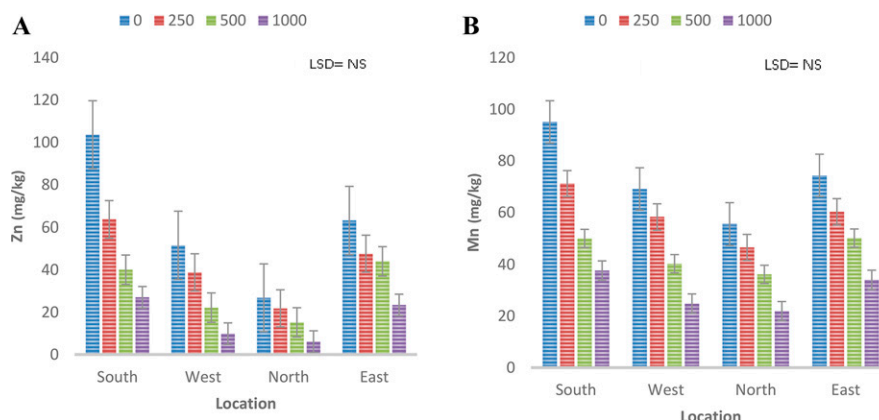 A
0 250 500 1000
LSD= NS
140
120
100
80
60
40
20
0
Zn (mg/kg)
South West North East
Location
B
0 250 500 1000
LSD= NS
120
100
80
60
40
20
0
Mn (mg/kg)
South West North East
Location